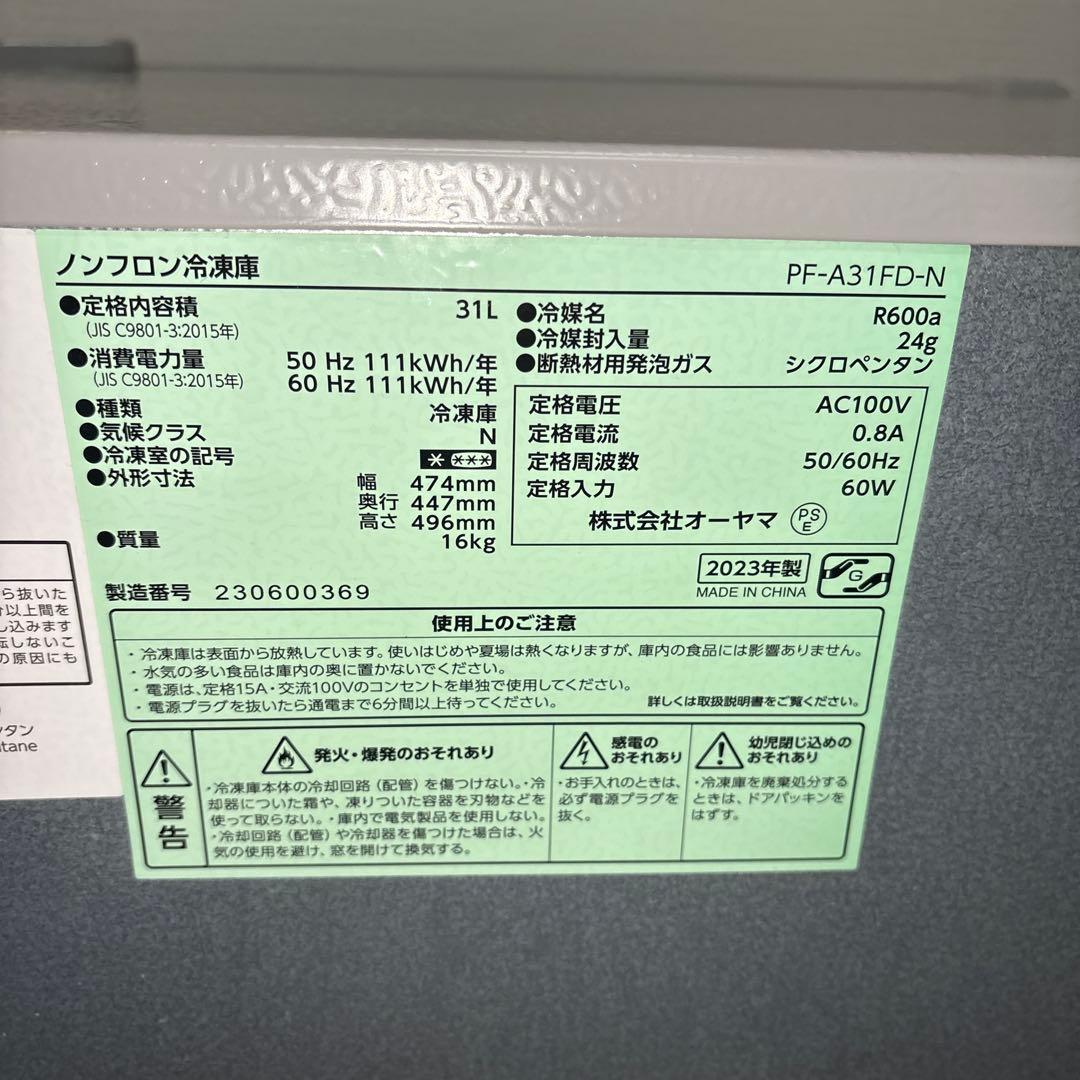 ノンフロン冷凍庫 PF-A31FD-N
●定格内容積 31L
(JIS C9801-3:2015年)
●消費電力量 50 Hz 111kWh/年
(JIS C9801-3:2015年) 60 Hz 111kWh/年
●種類 冷凍庫
●気候クラス N
●冷凍室の記号
●外形寸法 幅 474mm
奥行 447mm
高さ 496mm
●質量 16kg
●冷媒名 R600a
●冷媒封入量 24g
●断熱材用発泡ガス シクロペンタン
定格電圧 AC100V
定格電流 0.8A
定格周波数 50/60Hz
定格入力 60W
株式会社オーヤマ PSE
製造番号 230600369
2023年製
MADE IN CHINA
G
使用上のご注意
・冷凍庫は表面から放熱しています。使いはじめや夏場は熱くなりますが、庫内の食品には影響ありません。
・水気の多い食品は庫内の奥に置かないでください。
・電源は、定格15A・交流100Vのコンセントを単独で使用してください。
・電源プラグを抜いたら通電まで6分間以上待ってください。
詳しくは取扱説明書をご覧ください。
警告
発火・爆発のおそれあり
・冷凍庫本体の冷却回路（配管）を傷つけない。・冷
却器についた霜や、凍りついた容器を刃物などを
使って取らない。・庫内で電気製品を使用しない。
・冷却回路（配管）や冷却器を傷つけた場合は、火
気の使用を避け、窓を開けて換気する。
感電の
おそれあり
・お手入れのときは、
必ず電源プラグを
抜く。
幼児閉じ込めの
おそれあり
・冷凍庫を廃棄処分する
ときは、ドアパッキンを
はずす。
ら抜いた
分以上間を
し込みます
転しないこ
の原因にも
ンタン
ntane